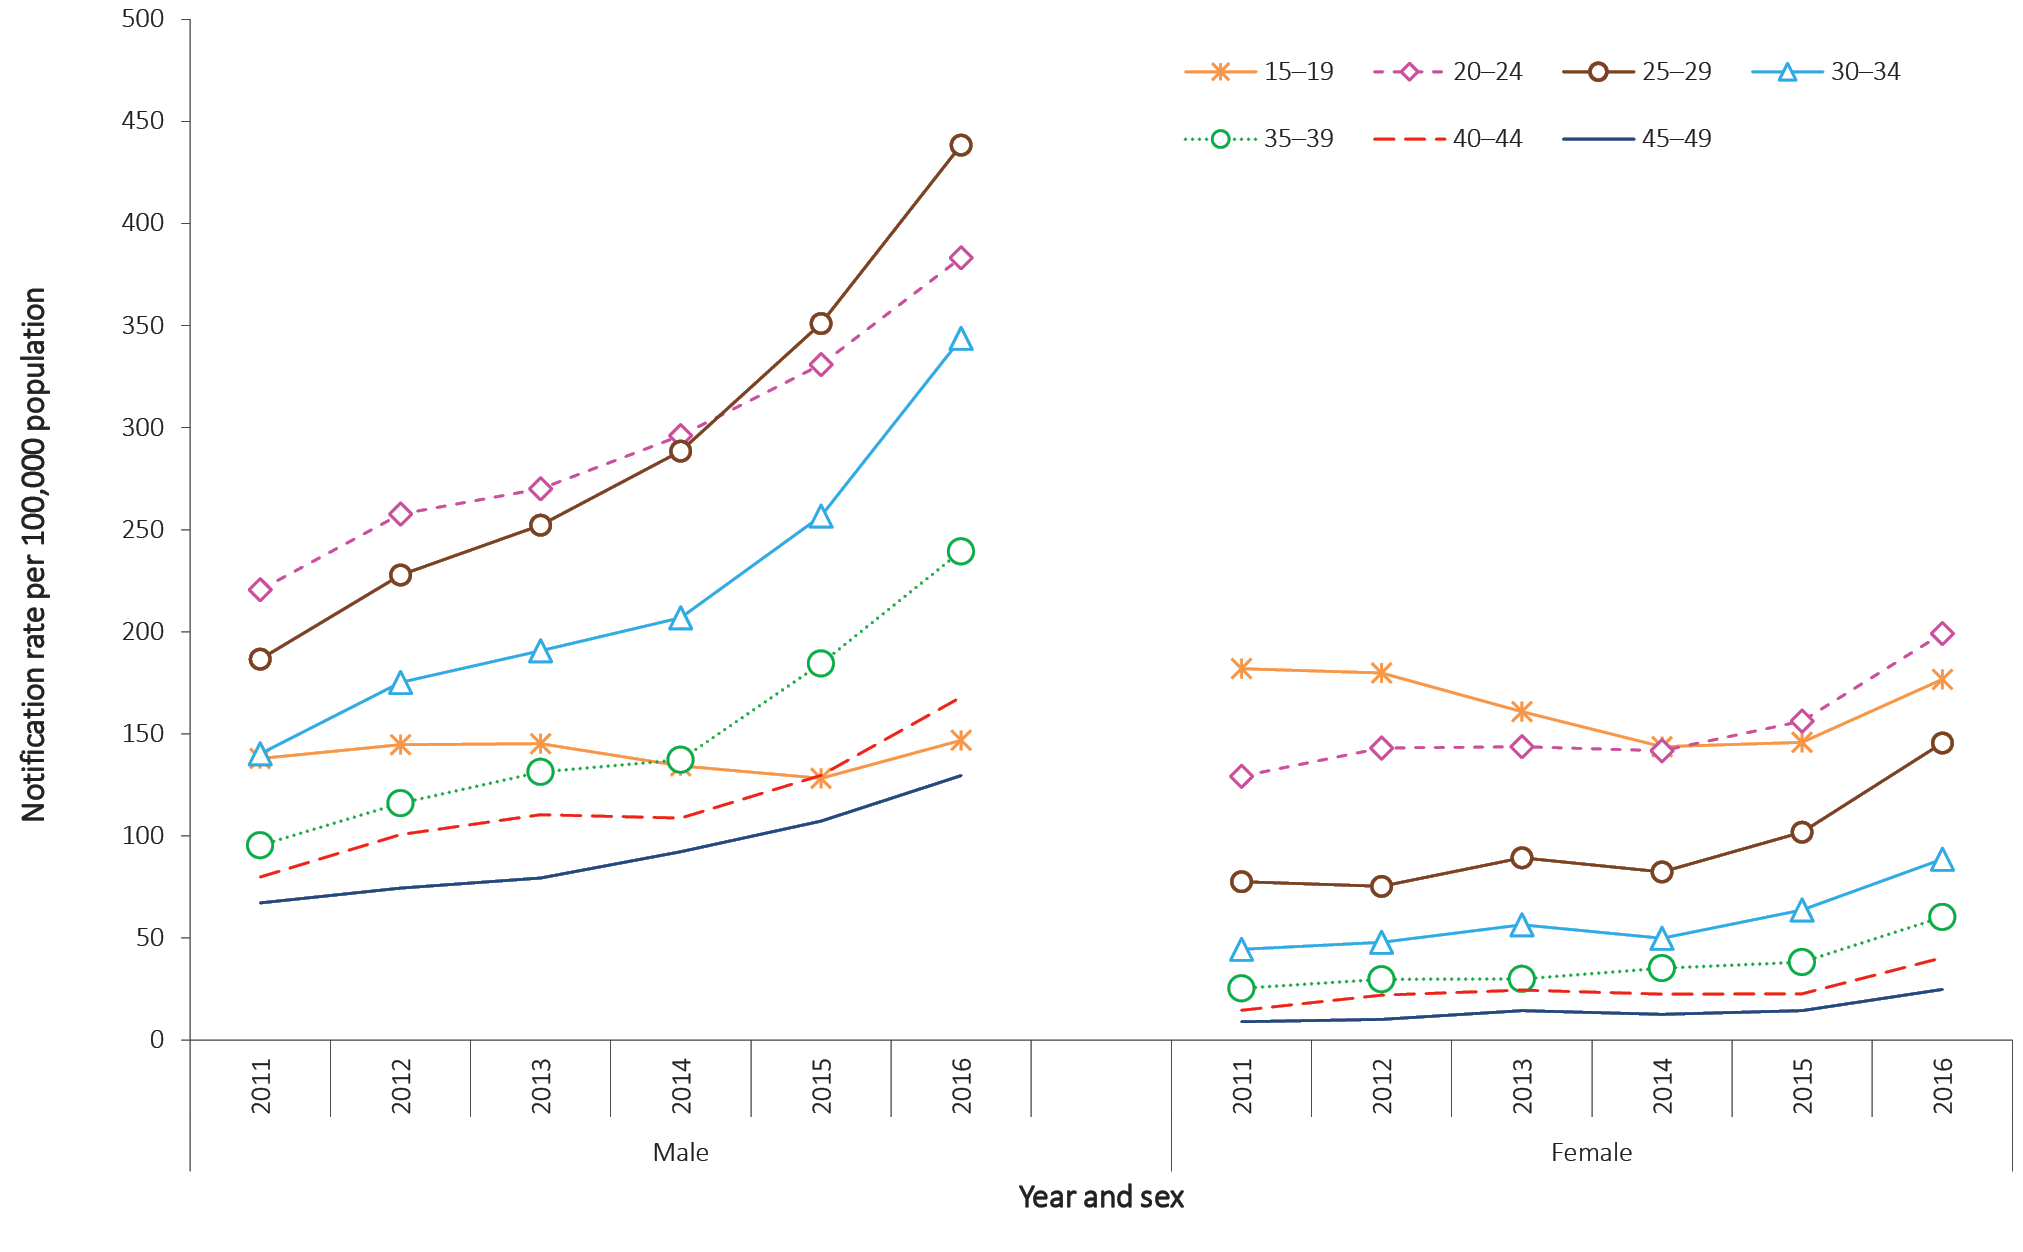 500
450
400
350
300
250
200
150
100
50
0
Notification rate per 100,000 population
15–19 20–24 25–29 30–34
35–39 40–44 45–49
2011 2012 2013 2014 2015 2016 2011 2012 2013 2014 2015 2016
Male Female
Year and sex